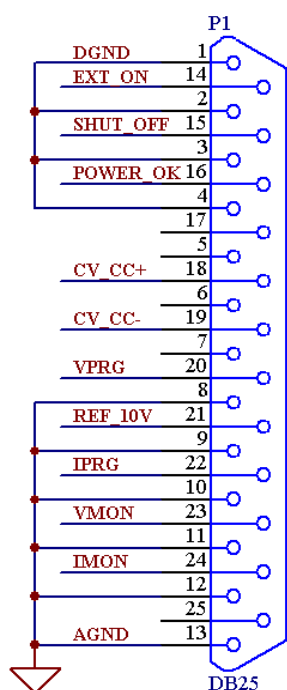 P1
DGND 1
EXT_ON 14
2
SHUT_OFF 15
3
POWER_OK 16
4
17
5
CV_CC+ 18
6
CV_CC- 19
7
VPRG 20
8
REF_10V 21
9
IPRG 22
10
VMON 23
11
IMON 24
12
25
AGND 13
DB25